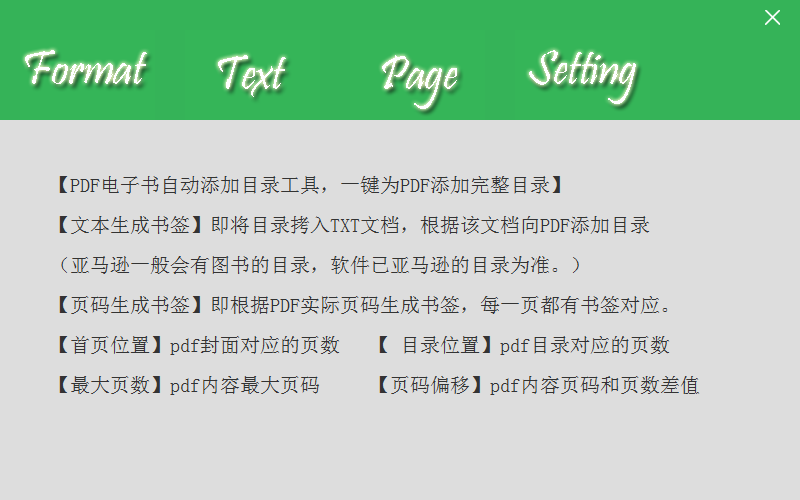 Format Text Page Setting
【PDF电子书自动添加目录工具，一键为PDF添加完整目录】
【文本生成书签】即将目录拷入TXT文档，根据该文档向PDF添加目录
（亚马逊一般会有图书的目录，软件已亚马逊的目录为准。）
【页码生成书签】即根据PDF实际页码生成书签，每一页都有书签对应。
【首页位置】pdf封面对应的页数 【 目录位置】pdf目录对应的页数
【最大页数】pdf内容最大页码 【页码偏移】pdf内容页码和页数差值